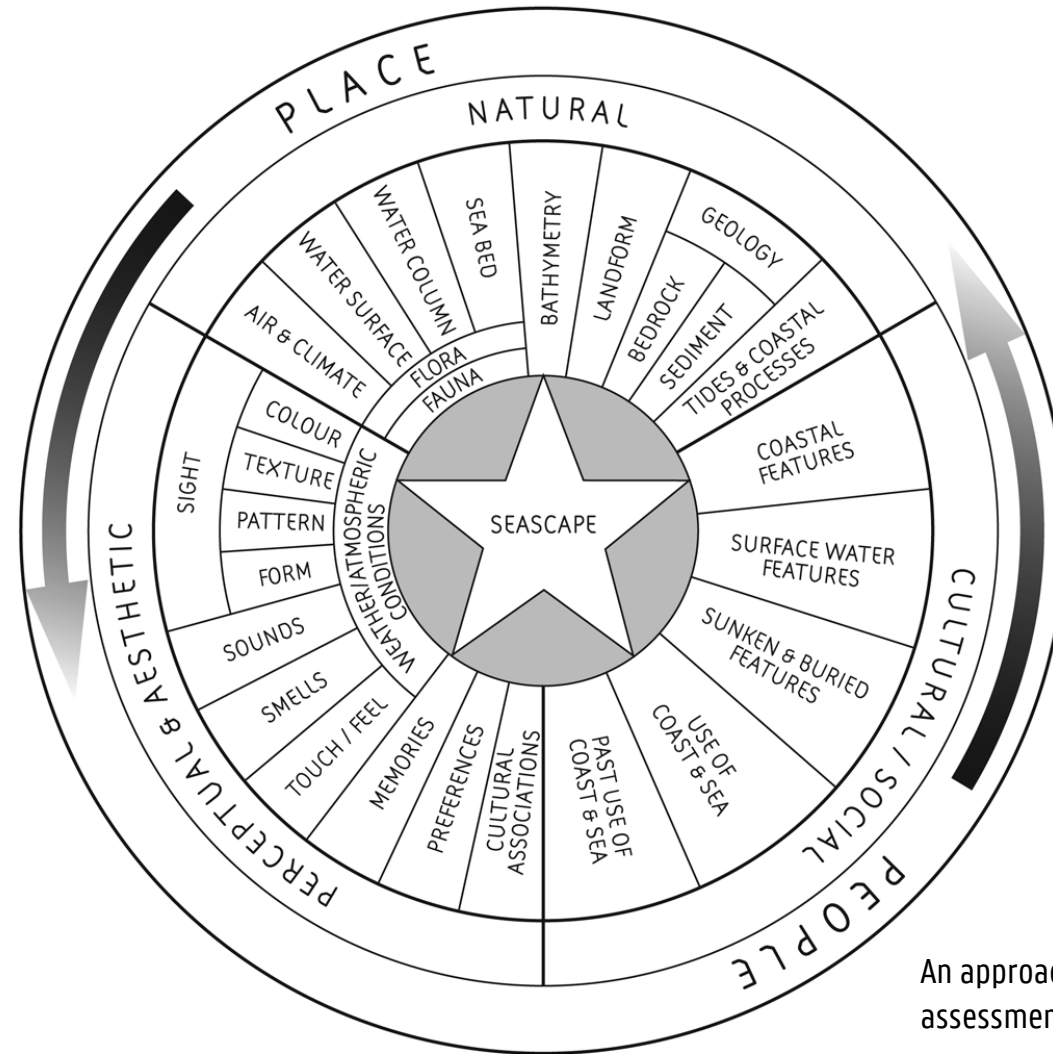 PLACE
NATURAL
AIR & CLIMATE
WATER SURFACE
WATER COLUMN
SEA BED
FLORA
FAUNA
BATHYMETRY
LANDFORM
GEOLOGY
BEDROCK
SEDIMENT
TIDES & COASTAL
PROCESSES
COASTAL
FEATURES
SURFACE WATER
FEATURES
SUNKEN & BURIED
FEATURES
USE OF
COAST & SEA
PAST USE OF
COAST & SEA
CULTURAL / SOCIAL
PEOPLE
CULTURAL
ASSOCIATIONS
PREFERENCES
MEMORIES
TOUCH / FEEL
SMELLS
SOUNDS
SIGHT
COLOUR
TEXTURE
PATTERN
FORM
WEATHER/ATMOSPHERIC
CONDITIONS
PERCEPTUAL & AESTHETIC
SEASCAPE
An approac
assessmen